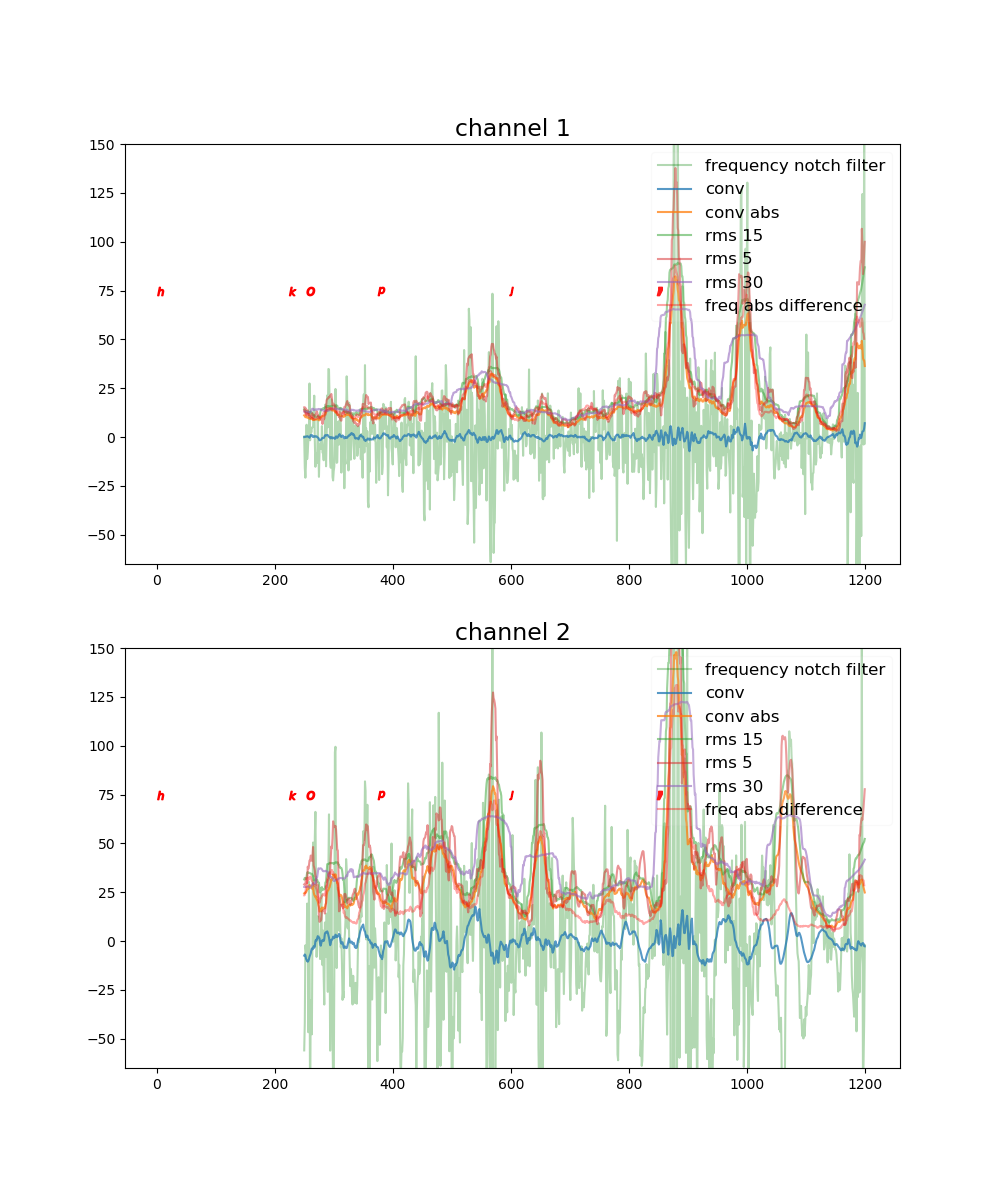 channel 1
150
125
100
75
50
25
0
−25
−50
frequency notch filter
conv
conv abs
rms 15
rms 5
rms 30
freq abs difference
h k o p j ,
0 200 400 600 800 1000 1200
channel 2
150
125
100
75
50
25
0
−25
−50
frequency notch filter
conv
conv abs
rms 15
rms 5
rms 30
freq abs difference
h k o p j ,
0 200 400 600 800 1000 1200